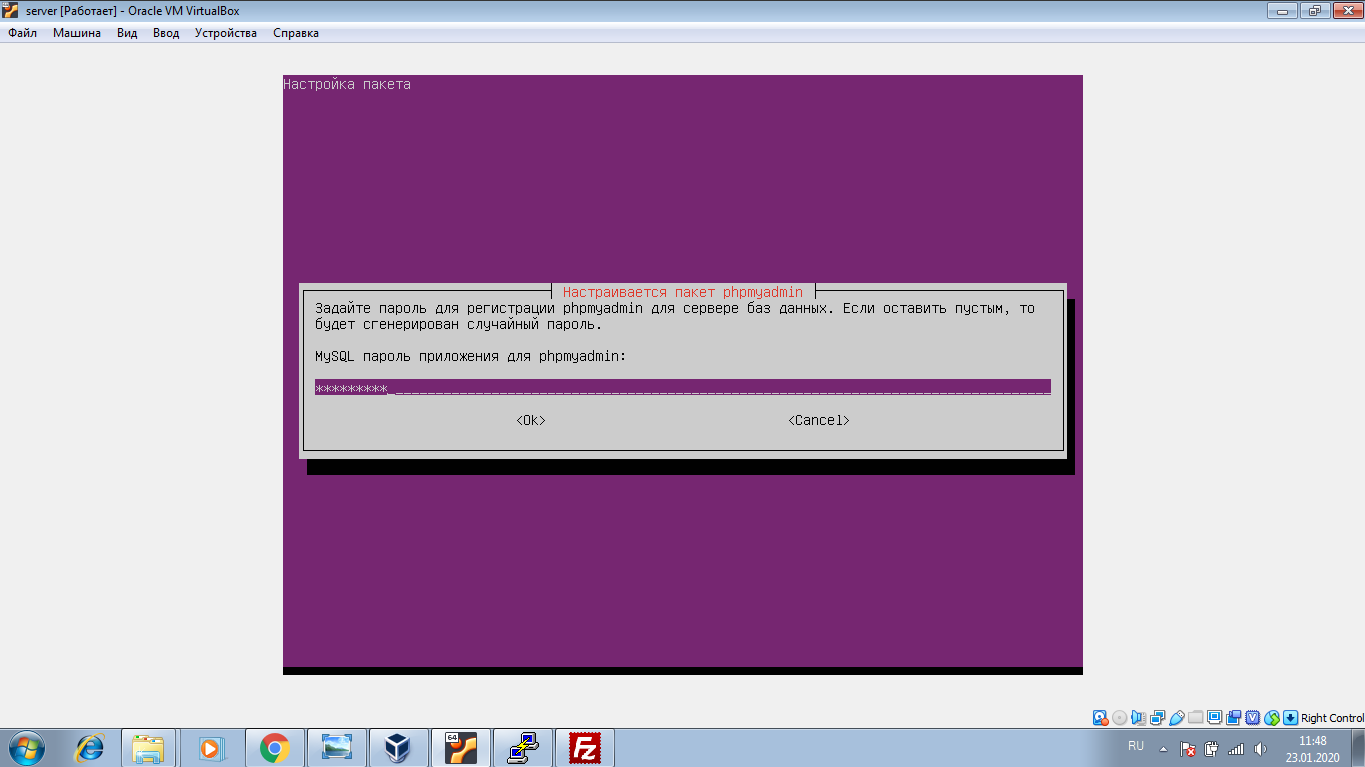 server [Работает] - Oracle VM VirtualBox
Файл Машина Вид Ввод Устройства Справка
Настройка пакета
Настраивается пакет phpmyadmin
Задайте пароль для регистрации phpmyadmin для сервере баз данных. Если оставить пустым, то
будет сгенерирован случайный пароль.
MySQL пароль приложения для phpmyadmin:
*********
<Ok> <Cancel>
Right Control
64
FZ
RU
11:48
23.01.2020